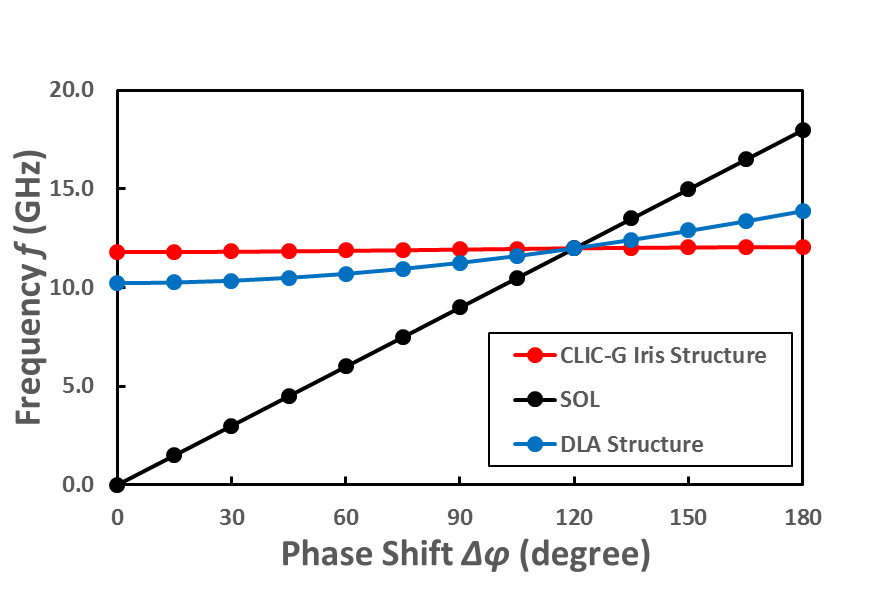 20.0
15.0
10.0
5.0
0.0
Frequency f (GHz)
CLIC-G Iris Structure
SOL
DLA Structure
0 30 60 90 120 150 180
Phase Shift Δφ (degree)